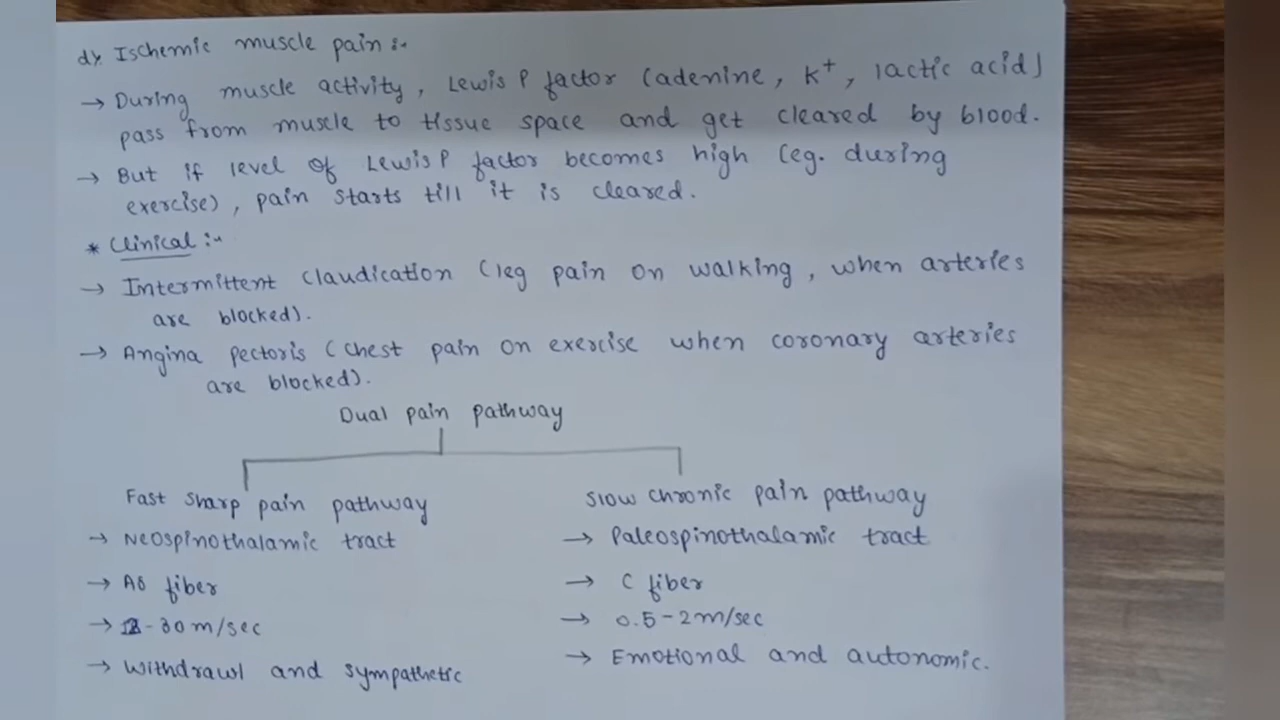 d) Ischemic muscle pain :-
→ During muscle activity, Lewis P factor (adenine, K+, lactic acid)
pass from muscle to tissue space and get cleared by blood.
→ But if level of Lewis P factor becomes high (eg. during
exercise), pain starts till it is cleared.
* Clinical :-
→ Intermittent claudication (leg pain on walking, when arteries
are blocked).
→ Angina pectoris (chest pain on exercise when coronary arteries
are blocked).
Dual pain pathway
Fast sharp pain pathway
→ Neospinothalamic tract
→ Aδ fiber
→ -30 m/sec
→ Withdrawl and sympathetic
Slow chronic pain pathway
→ Paleospinothalamic tract
→ C fiber
→ 0.5-2 m/sec
→ Emotional and autonomic.